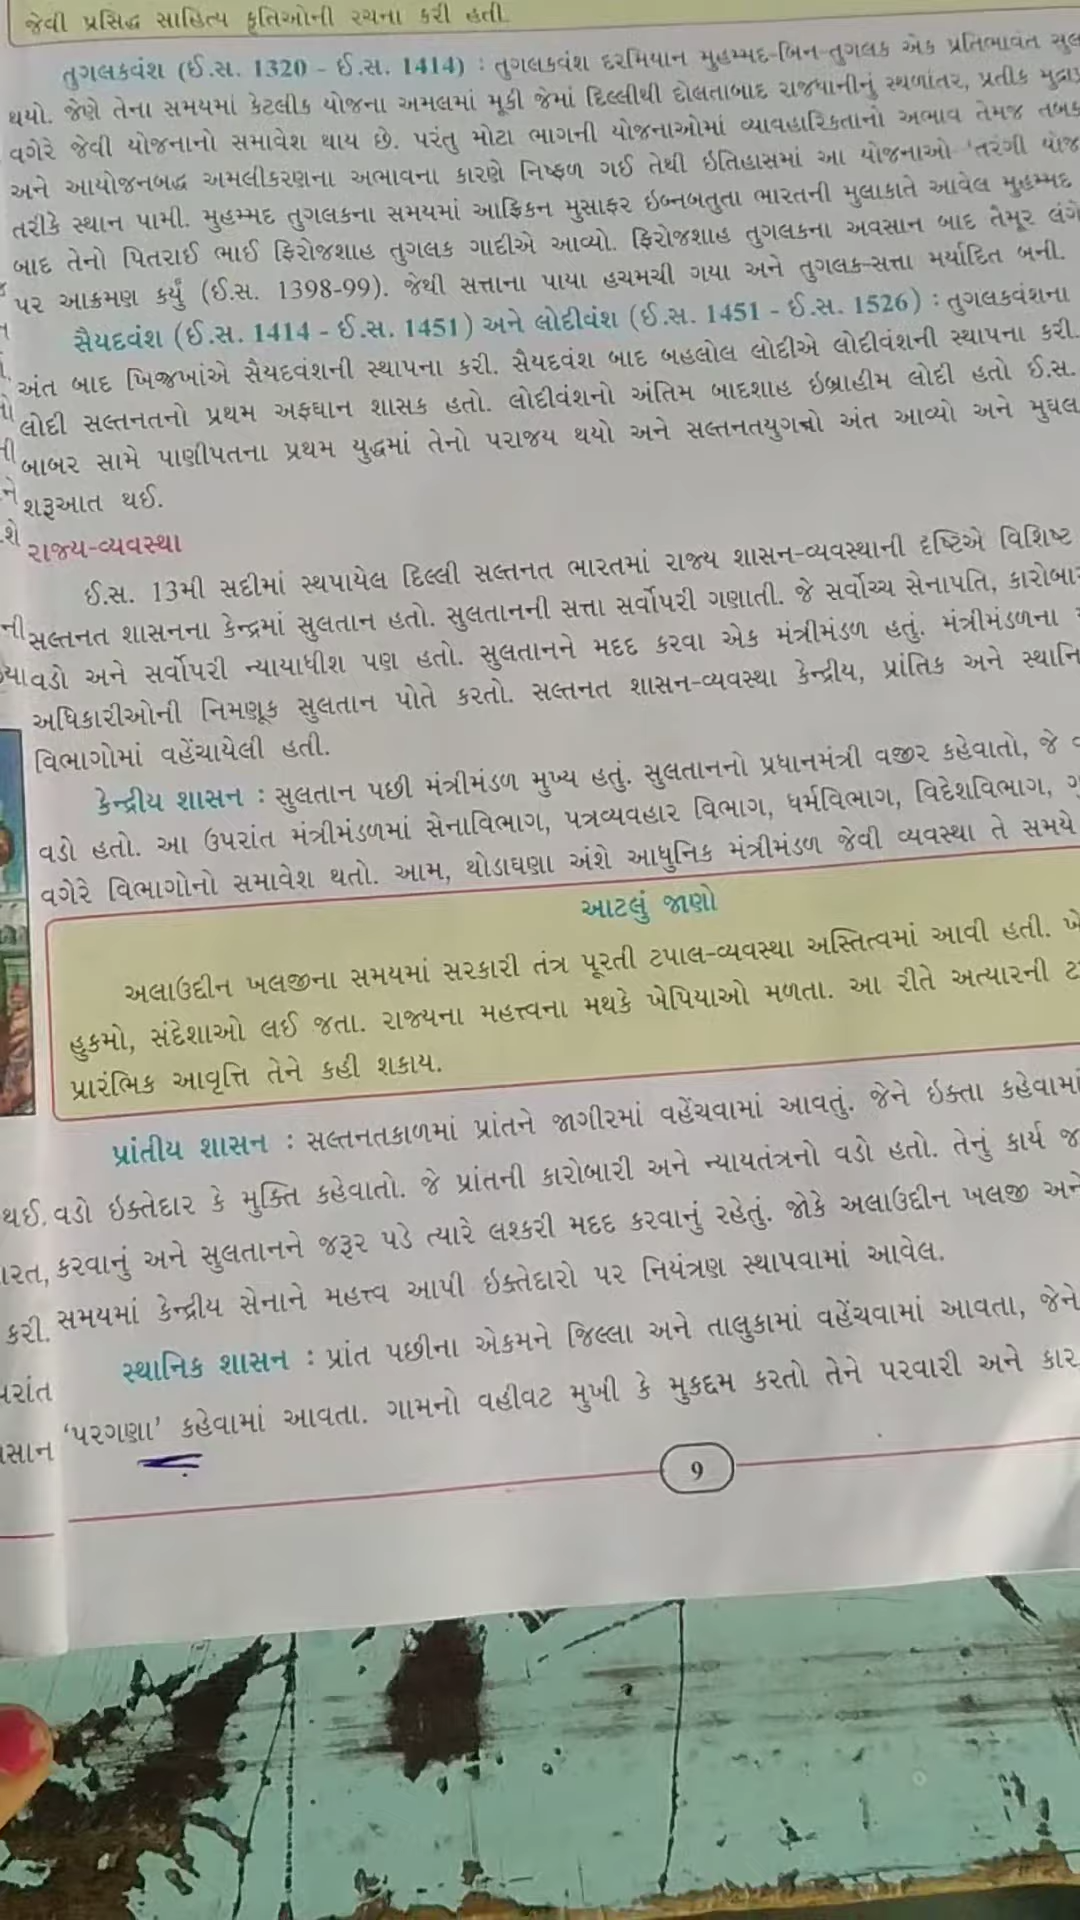 જેવી પ્રસિદ્ધ સાહિત્ય કૃતિઓની રચના કરી હતી.
તુગલકવંશ (ઈ.સ. 1320 - ઈ.સ. 1414) : તુગલકવંશ દરમિયાન મુહમ્મદ-બિન-તુગલક એક પ્રતિભાવંત
થયો. જેણે તેના સમયમાં કેટલીક યોજના અમલમાં મૂકી જેમાં દિલ્લીથી દોલતાબાદ રાજધાનીનું સ્થળાંતર, પ્રતીક
વગેરે જેવી યોજનાનો સમાવેશ થાય છે. પરંતુ મોટા ભાગની યોજનાઓમાં વ્યાવહારિકતાનો અભાવ તેમજ
અને આયોજનબદ્ધ અમલીકરણના અભાવના કારણે નિષ્ફળ ગઈ તેથી ઇતિહાસમાં આ યોજનાઓ 'તરંગી
તરીકે સ્થાન પામી. મુહમ્મદ તુગલકના સમયમાં આફ્રિકન મુસાફર ઇબ્નબતુતા ભારતની મુલાકાતે આવેલ મુહમ્મદ
બાદ તેનો પિતરાઈ ભાઈ ફિરોજશાહ તુગલક ગાદીએ આવ્યો. ફિરોજશાહ તુગલકના અવસાન બાદ તૈમૂર લંગે
પર આક્રમણ કર્યું (ઈ.સ. 1398-99). જેથી સત્તાના પાયા હચમચી ગયા અને તુગલક-સત્તા મર્યાદિત બની.
સૈયદવંશ (ઈ.સ. 1414 - ઈ.સ. 1451) અને લોદીવંશ (ઈ.સ. 1451 - ઈ.સ. 1526) : તુગલકવંશના
અંત બાદ ખિજ્રખાંએ સૈયદવંશની સ્થાપના કરી. સૈયદવંશ બાદ બહલોલ લોદીએ લોદીવંશની સ્થાપના કરી.
લોદી સલ્તનતનો પ્રથમ અફઘાન શાસક હતો. લોદીવંશનો અંતિમ બાદશાહ ઇબ્રાહીમ લોદી હતો ઈ.સ.
બાબર સામે પાણીપતના પ્રથમ યુદ્ધમાં તેનો પરાજય થયો અને સલ્તનતયુગનો અંત આવ્યો અને મુઘલ
ને શરૂઆત થઈ.
શે રાજ્ય-વ્યવસ્થા
ઈ.સ. 13મી સદીમાં સ્થપાયેલ દિલ્લી સલ્તનત ભારતમાં રાજ્ય શાસન-વ્યવસ્થાની દૃષ્ટિએ વિશિષ્ટ
ની સલ્તનત શાસનના કેન્દ્રમાં સુલતાન હતો. સુલતાનની સત્તા સર્વોપરી ગણાતી. જે સર્વોચ્ચ સેનાપતિ,
વડો અને સર્વોપરી ન્યાયાધીશ પણ હતો. સુલતાનને મદદ કરવા એક મંત્રીમંડળ હતું. મંત્રીમંડળના
અધિકારીઓની નિમણૂક સુલતાન પોતે કરતો. સલ્તનત શાસન-વ્યવસ્થા કેન્દ્રીય, પ્રાંતિક અને
વિભાગોમાં વહેંચાયેલી હતી.
કેન્દ્રીય શાસન : સુલતાન પછી મંત્રીમંડળ મુખ્ય હતું. સુલતાનનો પ્રધાનમંત્રી વજીર કહેવાતો, જે
વડો હતો. આ ઉપરાંત મંત્રીમંડળમાં સેનાવિભાગ, પત્રવ્યવહાર વિભાગ, ધર્મવિભાગ, વિદેશવિભાગ,
વગેરે વિભાગોનો સમાવેશ થતો. આમ, થોડાઘણા અંશે આધુનિક મંત્રીમંડળ જેવી વ્યવસ્થા તે સમયે
આટલું જાણો
અલાઉદ્દીન ખલજીના સમયમાં સરકારી તંત્ર પૂરતી ટપાલ-વ્યવસ્થા અસ્તિત્વમાં આવી હતી.
હુકમો, સંદેશાઓ લઈ જતા. રાજ્યના મહત્ત્વના મથકે ખેપિયાઓ મળતા. આ રીતે અત્યારની
પ્રારંભિક આવૃત્તિ તેને કહી શકાય.
પ્રાંતીય શાસન : સલ્તનતકાળમાં પ્રાંતને જાગીરમાં વહેંચવામાં આવતું. જેને ઇક્તા કહેવામાં
થઈ. વડો ઇક્તેદાર કે મુક્તિ કહેવાતો. જે પ્રાંતની કારોબારી અને ન્યાયતંત્રનો વડો હતો. તેનું કાર્ય
કરવાનું અને સુલતાનને જરૂર પડે ત્યારે લશ્કરી મદદ કરવાનું રહેતું. જોકે અલાઉદ્દીન ખલજી અને
કરી. સમયમાં કેન્દ્રીય સેનાને મહત્ત્વ આપી ઇક્તેદારો પર નિયંત્રણ સ્થાપવામાં આવેલ.
સ્થાનિક શાસન : પ્રાંત પછીના એકમને જિલ્લા અને તાલુકામાં વહેંચવામાં આવતા, જેને
'પરગણા' કહેવામાં આવતા. ગામનો વહીવટ મુખી કે મુકદ્દમ કરતો તેને પરવારી અને
9